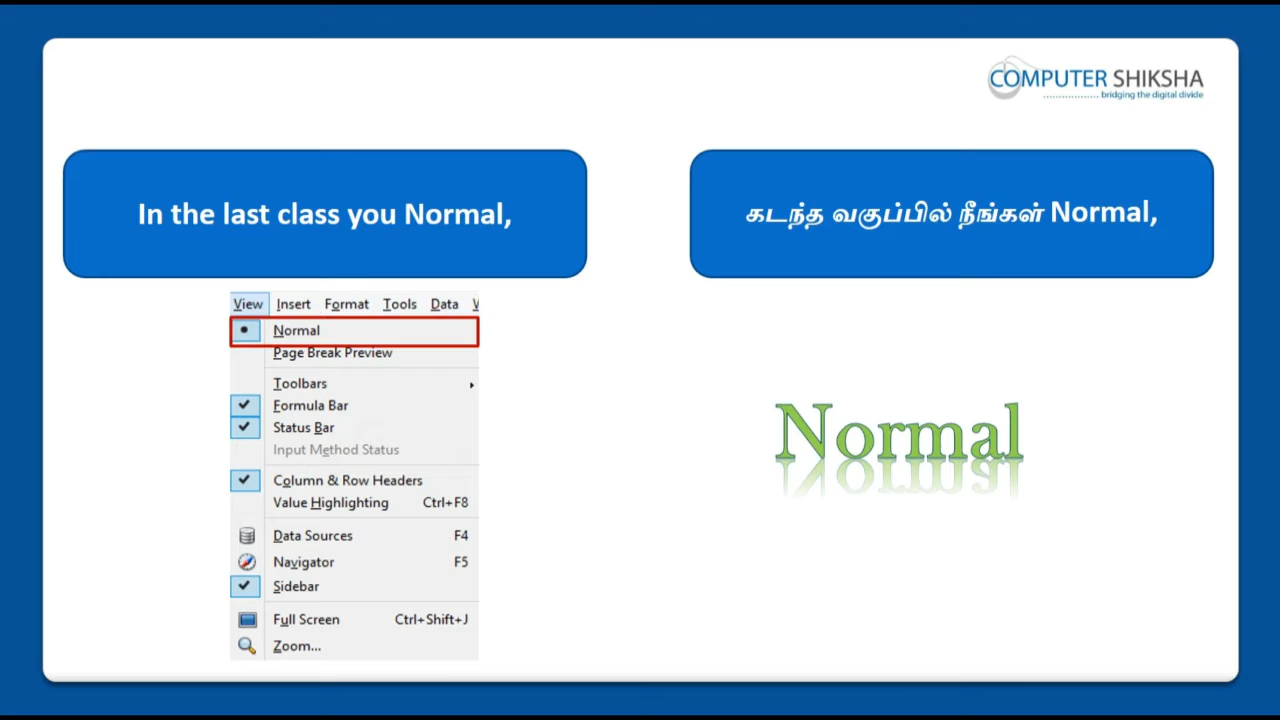 COMPUTER SHIKSHA
bridging the digital divide
In the last class you Normal,
கடந்த வகுப்பில் நீங்கள் Normal,
View Insert Format Tools Data
Normal
Page Break Preview
Toolbars
Formula Bar
Status Bar
Input Method Status
Column & Row Headers
Value Highlighting Ctrl+F8
Data Sources F4
Navigator F5
Sidebar
Full Screen Ctrl+Shift+J
Zoom...
Normal